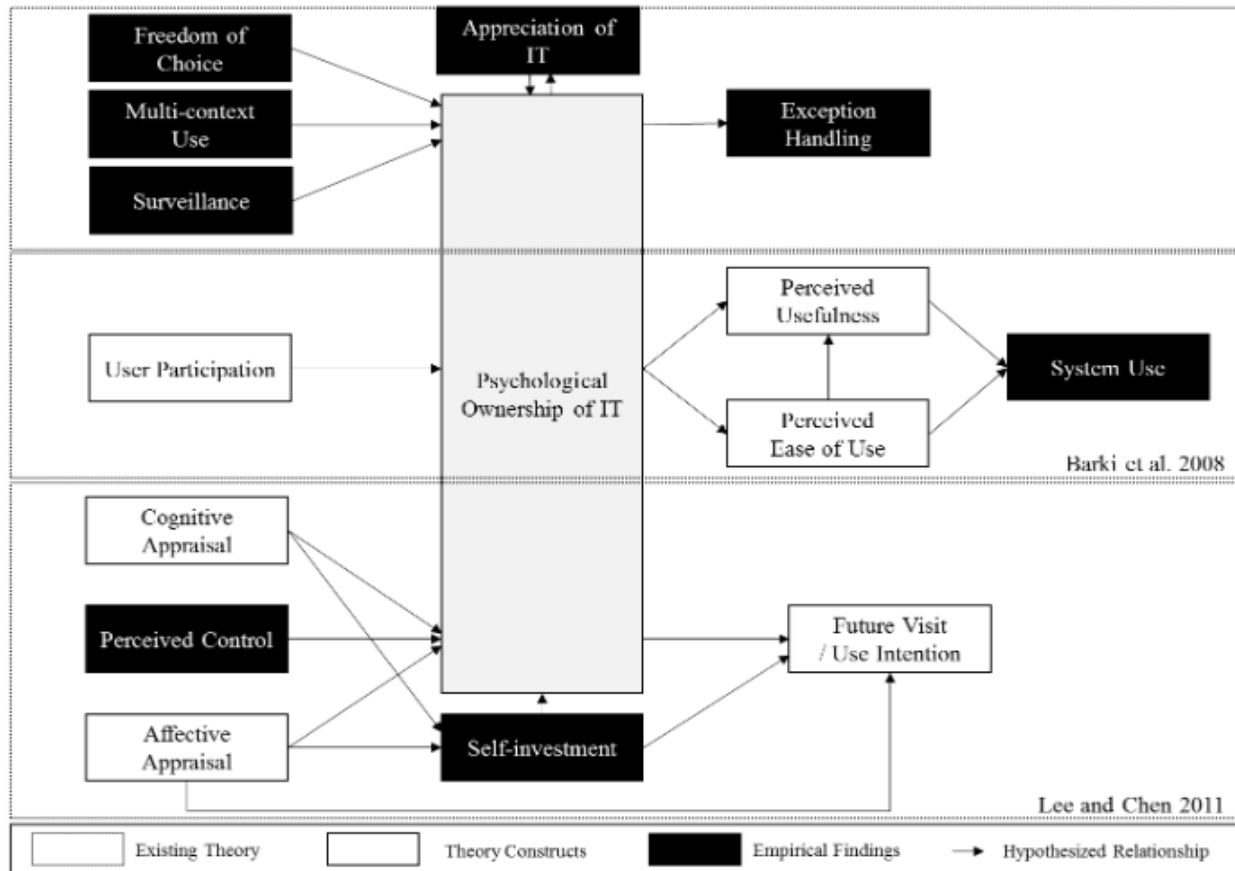 Freedom of
Choice
Appreciation of
IT
Multi-context
Use
Exception
Handling
Surveillance
Perceived
Usefulness
User Participation
Psychological
Ownership of IT
System Use
Perceived
Ease of Use
Barki et al. 2008
Cognitive
Appraisal
Perceived Control
Future Visit
/ Use Intention
Affective
Appraisal
Self-investment
Lee and Chen 2011
Existing Theory
Theory Constructs
Empirical Findings
Hypothesized Relationship